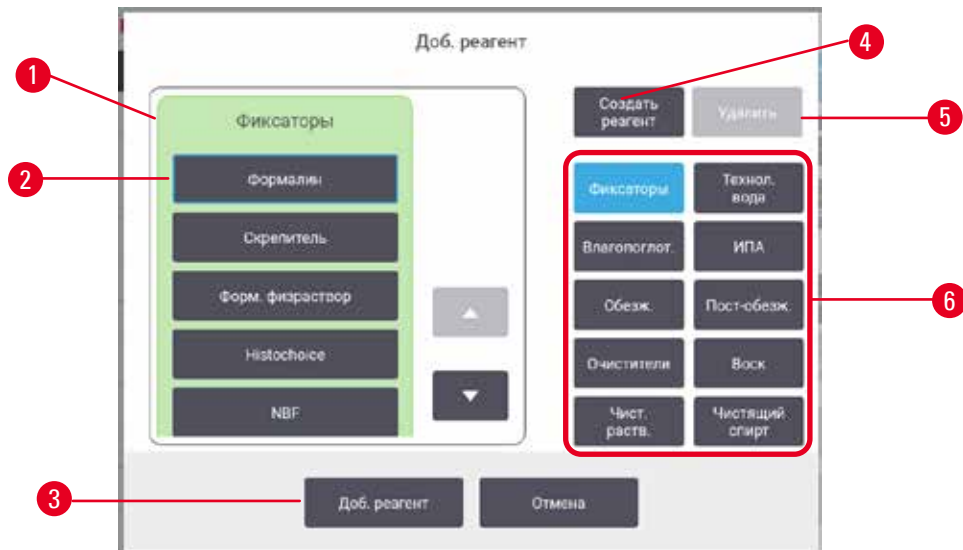 Доб. реагент
4
1
Фиксаторы
Создать
реагент
Удалить
5
2
Формалин
Фиксаторы
Технол.
вода
Скрепитель
Влагопоглот.
ИПА
Форм. физраствор
Обезж.
Пост-обезж.
6
Histochoice
Очистители
Воск
NBF
Чист.
раств.
Чистящий
спирт
3
Доб. реагент
Отмена